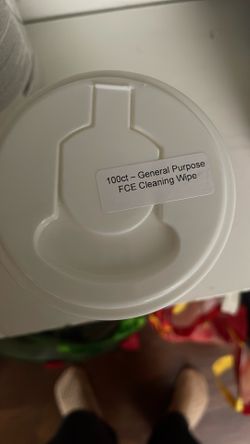 100ct – General Purpose
FCE Cleaning Wipe